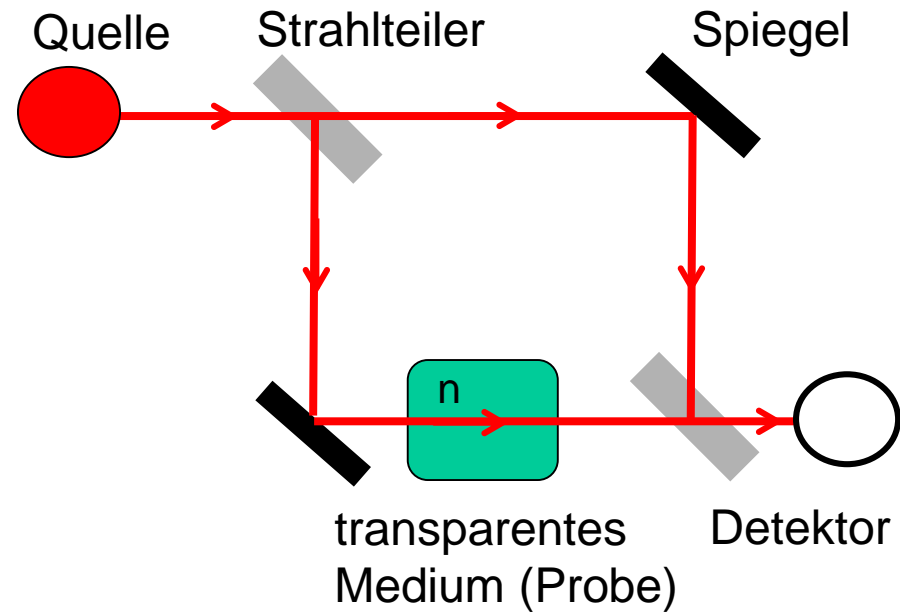 Quelle
Strahlteiler
Spiegel
n
transparentes
Medium (Probe)
Detektor